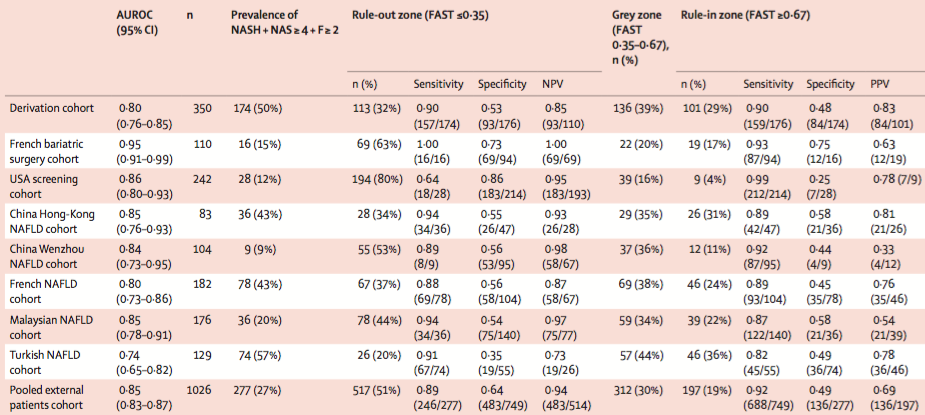 AUROC (95% CI) n Prevalence of NASH + NAS ≥ 4 + F ≥ 2 Rule-out zone (FAST ≤0·35) Grey zone (FAST 0·35–0·67), n (%) Rule-in zone (FAST ≥0·67)
n (%) Sensitivity Specificity NPV n (%) Sensitivity Specificity PPV
Derivation cohort 0·80 (0·76–0·85) 350 174 (50%) 113 (32%) 0·90 (157/174) 0·53 (93/176) 0·85 (93/110) 136 (39%) 101 (29%) 0·90 (159/176) 0·48 (84/174) 0·83 (84/101)
French bariatric surgery cohort 0·95 (0·91–0·99) 110 16 (15%) 69 (63%) 1·00 (16/16) 0·73 (69/94) 1·00 (69/69) 22 (20%) 19 (17%) 0·93 (87/94) 0·75 (12/16) 0·63 (12/19)
USA screening cohort 0·86 (0·80–0·93) 242 28 (12%) 194 (80%) 0·64 (18/28) 0·86 (183/214) 0·95 (183/193) 39 (16%) 9 (4%) 0·99 (212/214) 0·25 (7/28) 0·78 (7/9)
China Hong-Kong NAFLD cohort 0·85 (0·76–0·93) 83 36 (43%) 28 (34%) 0·94 (34/36) 0·55 (26/47) 0·93 (26/28) 29 (35%) 26 (31%) 0·89 (42/47) 0·58 (21/36) 0·81 (21/26)
China Wenzhou NAFLD cohort 0·84 (0·73–0·95) 104 9 (9%) 55 (53%) 0·89 (8/9) 0·56 (53/95) 0·98 (58/67) 37 (36%) 12 (11%) 0·92 (87/95) 0·44 (4/9) 0·33 (4/12)
French NAFLD cohort 0·80 (0·73–0·86) 182 78 (43%) 67 (37%) 0·88 (69/78) 0·56 (58/104) 0·87 (58/67) 69 (38%) 46 (24%) 0·89 (93/104) 0·45 (35/78) 0·76 (35/46)
Malaysian NAFLD cohort 0·85 (0·78–0·91) 176 36 (20%) 78 (44%) 0·94 (34/36) 0·54 (75/140) 0·97 (75/77) 59 (34%) 39 (22%) 0·87 (122/140) 0·58 (21/36) 0·54 (21/39)
Turkish NAFLD cohort 0·74 (0·65–0·82) 129 74 (57%) 26 (20%) 0·91 (67/74) 0·35 (19/55) 0·73 (19/26) 57 (44%) 46 (36%) 0·82 (45/55) 0·49 (36/74) 0·78 (36/46)
Pooled external patients cohort 0·85 (0·83–0·87) 1026 277 (27%) 517 (51%) 0·89 (246/277) 0·64 (483/749) 0·94 (483/514) 312 (30%) 197 (19%) 0·92 (688/749) 0·49 (136/277) 0·69 (136/197)